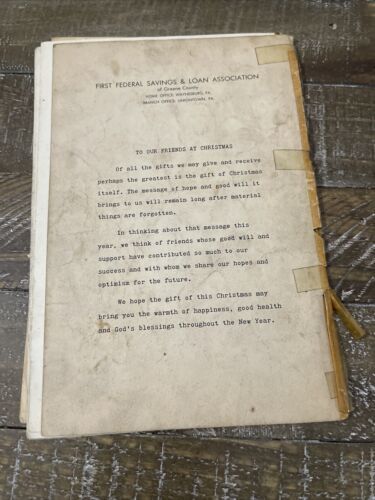 FIRST FEDERAL SAVINGS & LOAN ASSOCIATION
of Greene County
HOME OFFICE: WAYNESBURG, PA.
BRANCH OFFICE: UNIONTOWN, PA.
TO OUR FRIENDS AT CHRISTMAS
Of all the gifts we may give and receive
perhaps the greatest is the gift of Christmas
itself. The message of hope and good will it
brings to us will remain long after material
things are forgotten.
In thinking about that message this
year, we think of friends whose good will and
support have contributed so much to our
success and with whom we share our hopes and
optimism for the future.
We hope the gift of this Christmas may
bring you the warmth of happiness, good health
and God's blessings throughout the New Year.